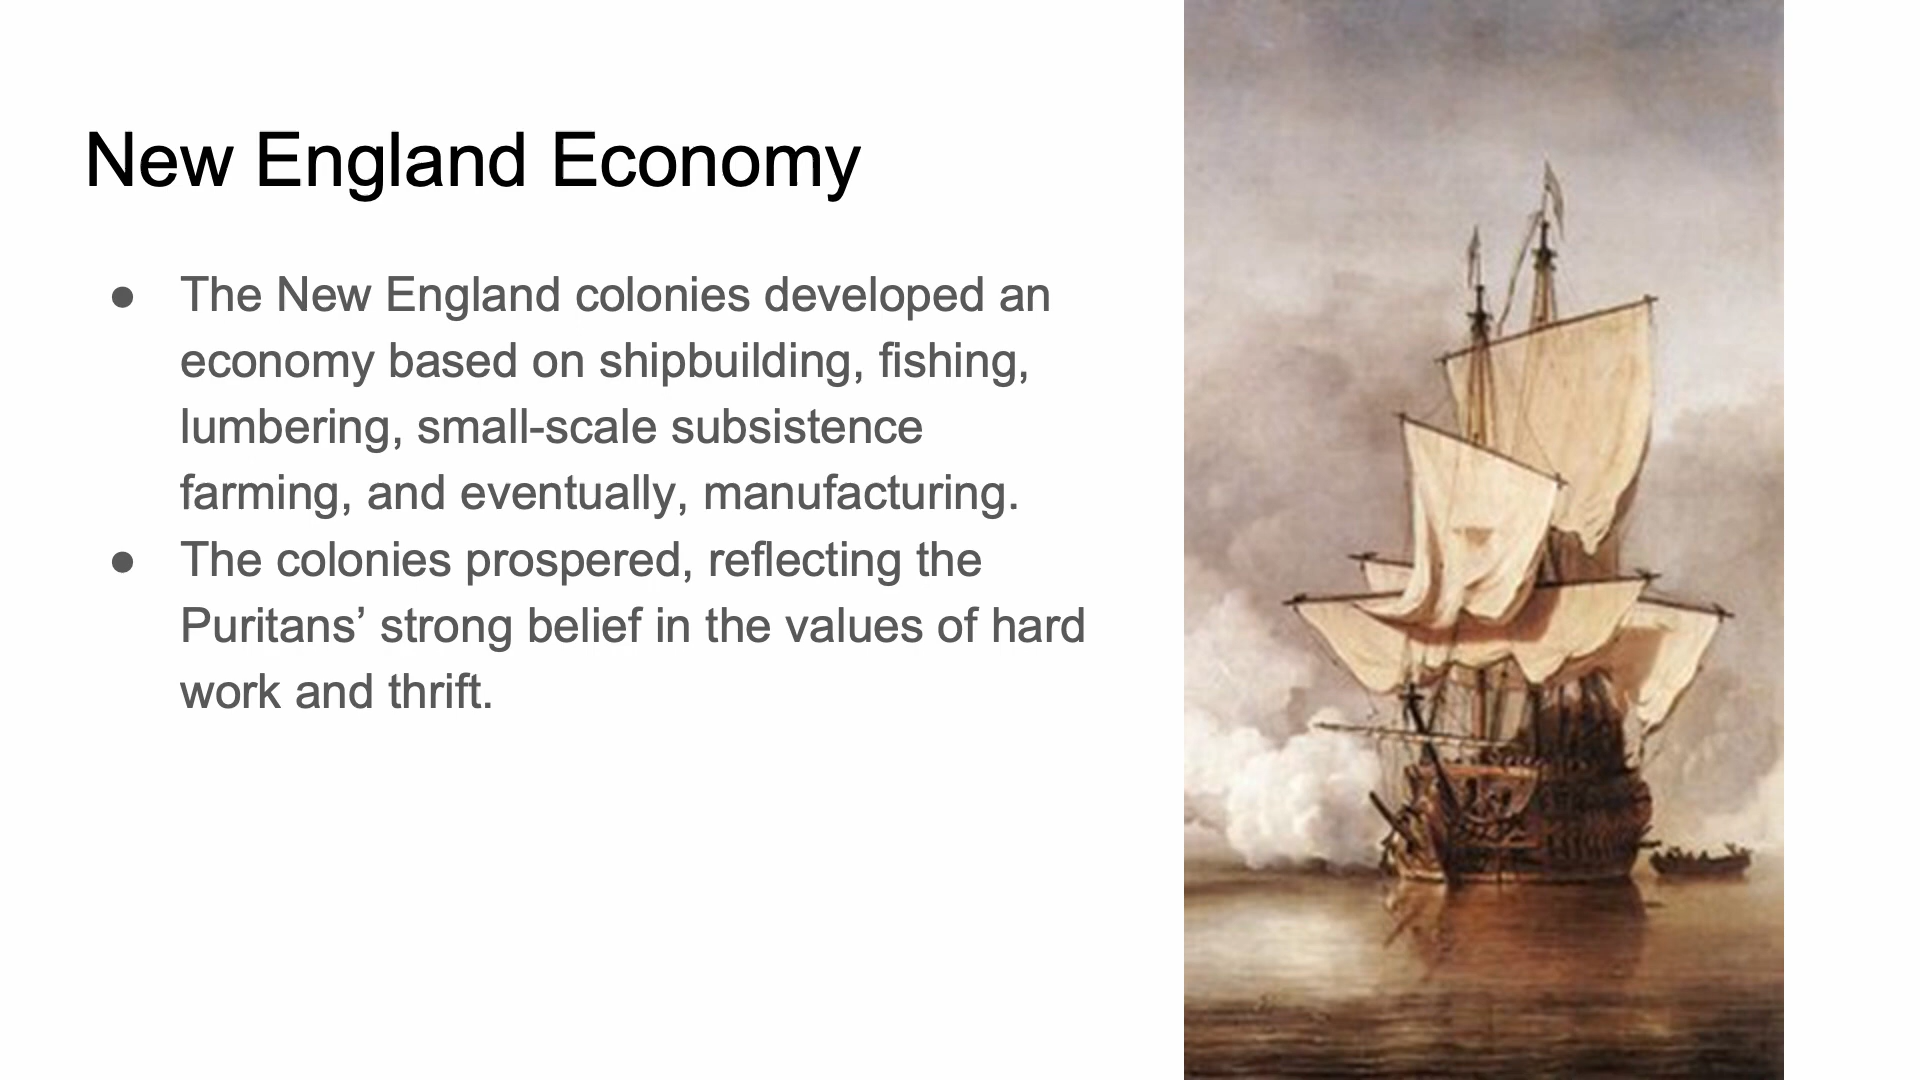 New England Economy
● The New England colonies developed an
economy based on shipbuilding, fishing,
lumbering, small-scale subsistence
farming, and eventually, manufacturing.
● The colonies prospered, reflecting the
Puritans’ strong belief in the values of hard
work and thrift.